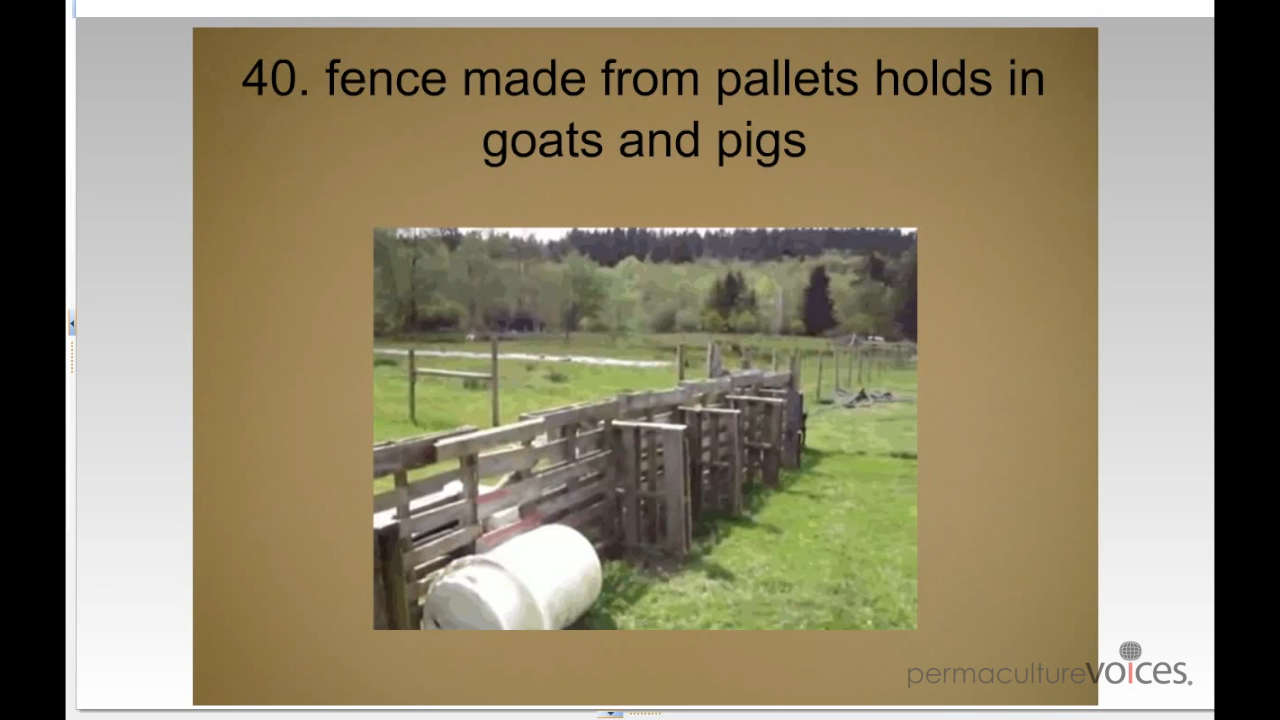 40. fence made from pallets holds in
goats and pigs
permaculturevoices.